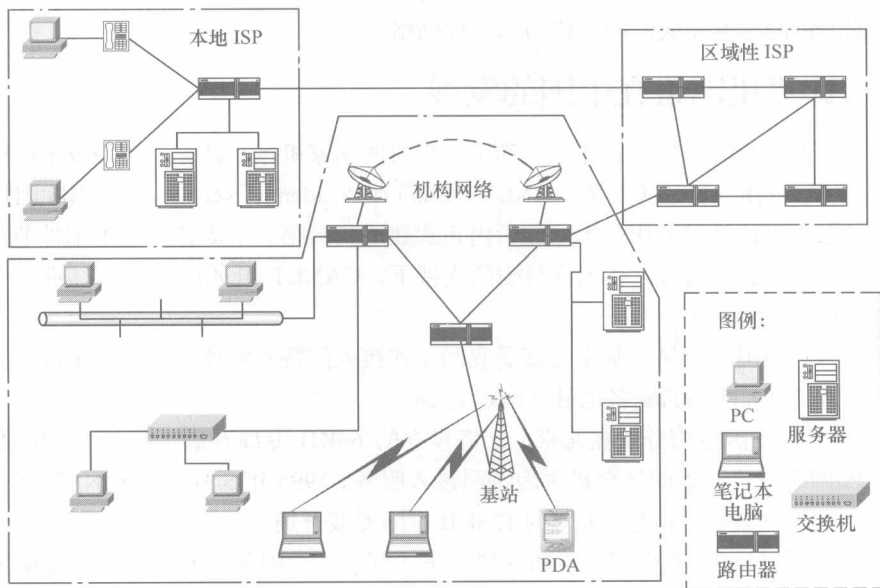 本地 ISP
区域性 ISP
机构网络
基站
PDA
图例:
PC
服务器
笔记本
电脑
交换机
路由器